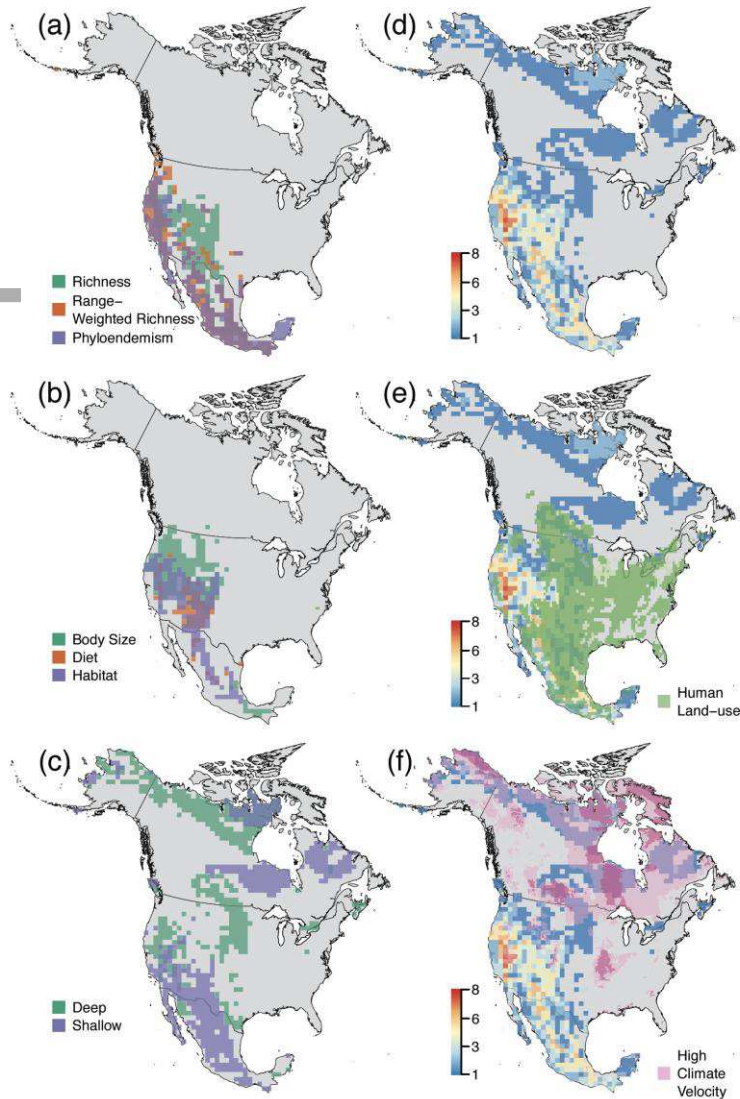 (a)
Richness
Range–
Weighted Richness
Phyloendemism
(d)
8
6
3
1
(b)
Body Size
Diet
Habitat
(e)
8
6
3
1
Human
Land–use
(c)
Deep
Shallow
(f)
8
6
3
1
High
Climate
Velocity